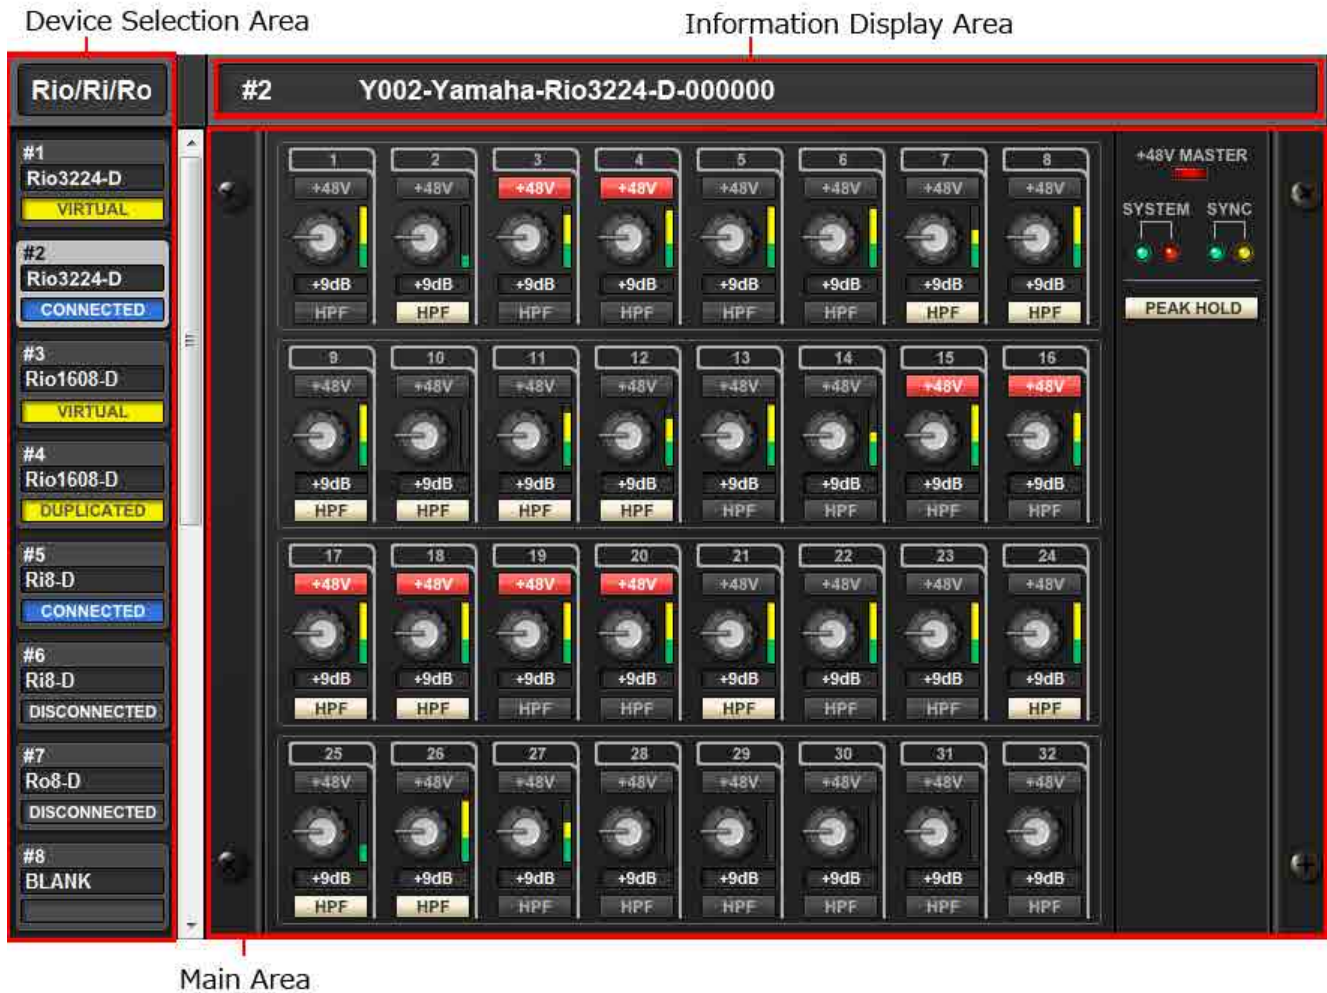 Device Selection Area
Information Display Area
Rio/Ri/Ro
#2 Y002-Yamaha-Rio3224-D-000000
#1
Rio3224-D
VIRTUAL
#2
Rio3224-D
CONNECTED
#3
Rio1608-D
VIRTUAL
#4
Rio1608-D
DUPLICATED
#5
Ri8-D
CONNECTED
#6
Ri8-D
DISCONNECTED
#7
Ro8-D
DISCONNECTED
#8
BLANK
1 2 3 4 5 6 7 8
+48V +48V +48V +48V +48V +48V +48V +48V
+9dB +9dB +9dB +9dB +9dB +9dB +9dB +9dB
HPF HPF HPF HPF HPF HPF HPF HPF
9 10 11 12 13 14 15 16
+48V +48V +48V +48V +48V +48V +48V +48V
+9dB +9dB +9dB +9dB +9dB +9dB +9dB +9dB
HPF HPF HPF HPF HPF HPF HPF HPF
17 18 19 20 21 22 23 24
+48V +48V +48V +48V +48V +48V +48V +48V
+9dB +9dB +9dB +9dB +9dB +9dB +9dB +9dB
HPF HPF HPF HPF HPF HPF HPF HPF
25 26 27 28 29 30 31 32
+48V +48V +48V +48V +48V +48V +48V +48V
+9dB +9dB +9dB +9dB +9dB +9dB +9dB +9dB
HPF HPF HPF HPF HPF HPF HPF HPF
+48V MASTER
SYSTEM SYNC
PEAK HOLD
Main Area